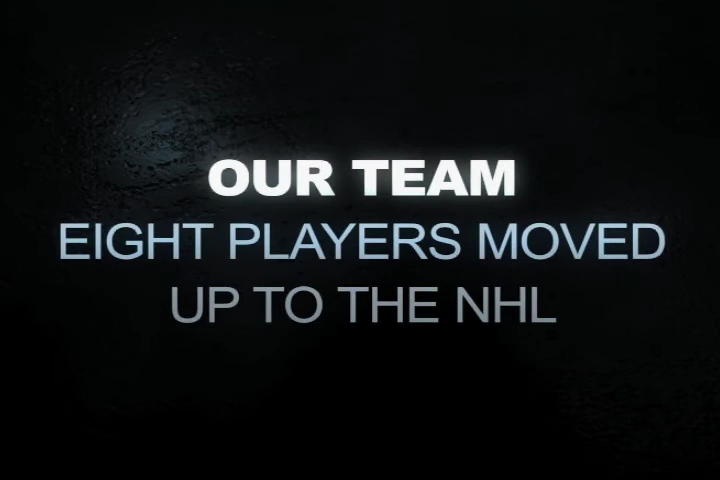 OUR TEAM
EIGHT PLAYERS MOVED
UP TO THE NHL